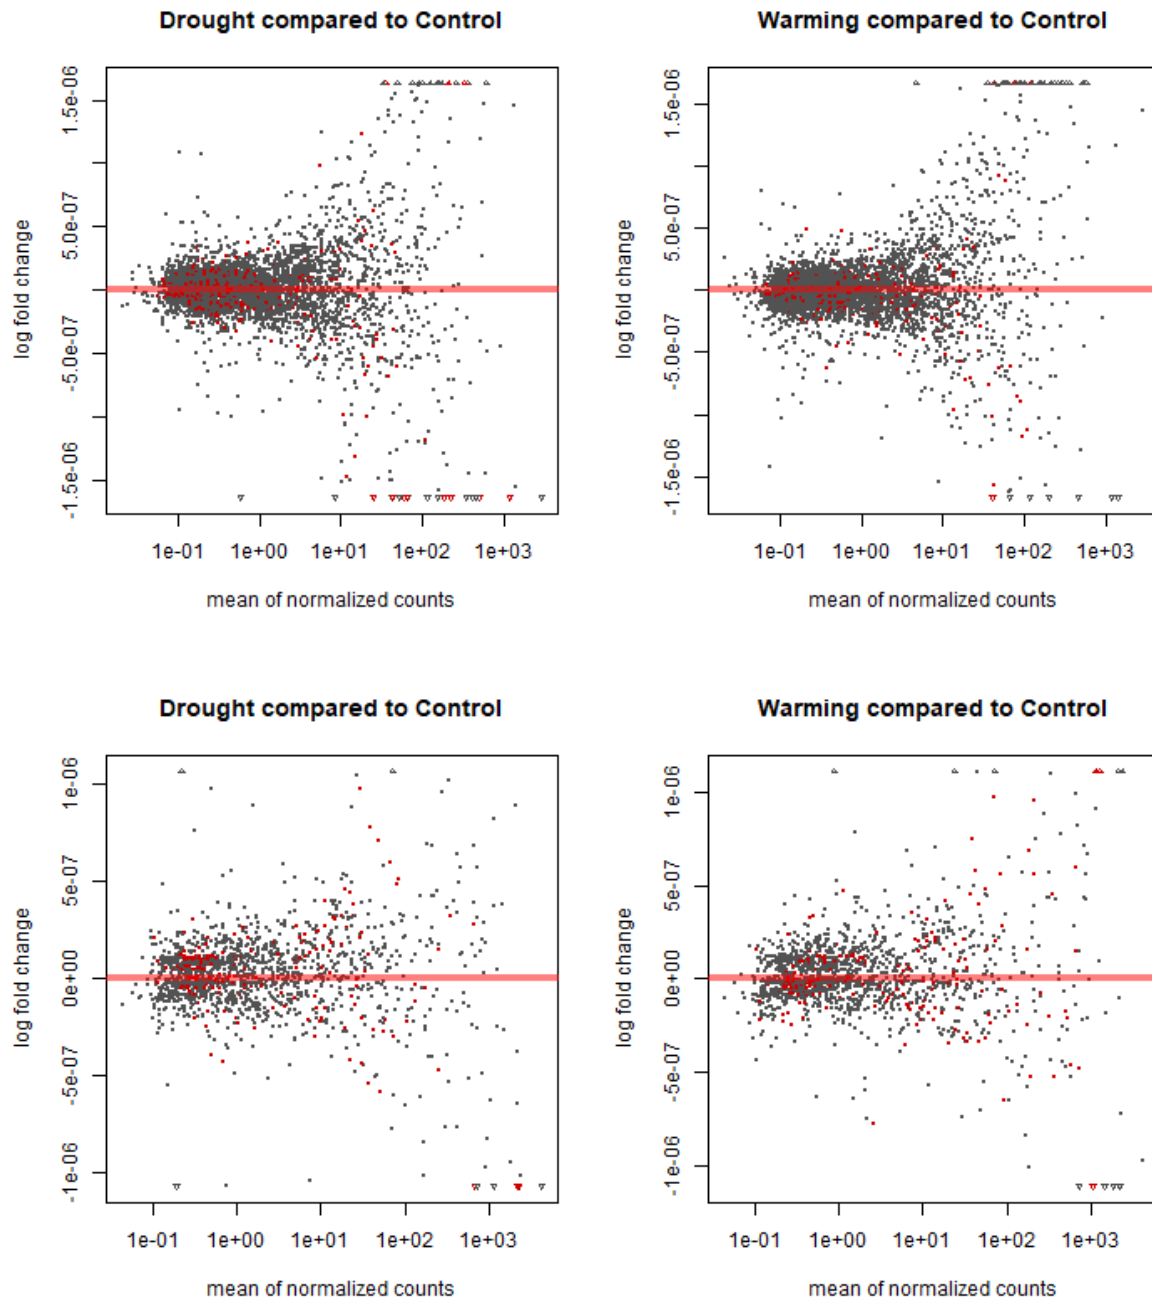 Drought compared to Control
log fold change
1.5e-06
5.0e-07
-5.0e-07
-1.5e-06
1e-01 1e+00 1e+01 1e+02 1e+03
mean of normalized counts
Warming compared to Control
log fold change
1.5e-06
5.0e-07
-5.0e-07
-1.5e-06
1e-01 1e+00 1e+01 1e+02 1e+03
mean of normalized counts
Drought compared to Control
log fold change
1e-06
5e-07
0e+00
-5e-07
-1e-06
1e-01 1e+00 1e+01 1e+02 1e+03
mean of normalized counts
Warming compared to Control
log fold change
1e-06
5e-07
0e+00
-5e-07
-1e-06
1e-01 1e+00 1e+01 1e+02 1e+03
mean of normalized counts